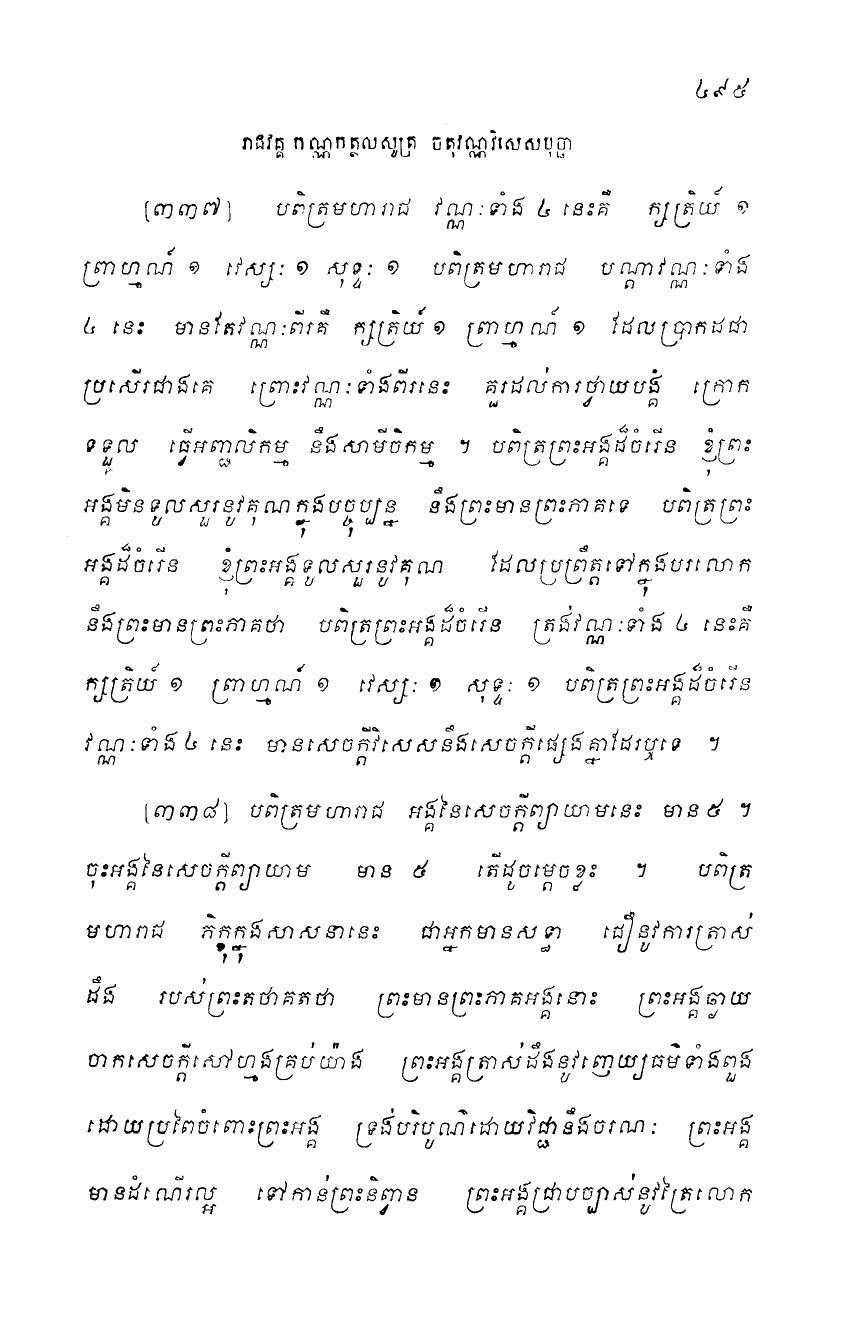 ៤៩៥
រាជវគ្គ កណ្ណកត្ថលសូត្រ ចតុវណ្ណវិសេសបុច្ឆា
[៣៣៧] បពិត្រមហារាជ វណ្ណៈទាំង ៤ នេះគឺ ក្សត្រិយ៍ ១
ព្រាហ្មណ៍ ១ វេស្សៈ ១ សុទ្ទៈ ១ បពិត្រមហារាជ បណ្តាវណ្ណៈទាំង
៤ នេះ មានតែវណ្ណៈពីរគឺ ក្សត្រិយ៍ ១ ព្រាហ្មណ៍ ១ ដែលប្រាកដជា
ប្រសើរជាងគេ ព្រោះវណ្ណៈទាំងពីរនេះ គួរដល់ការថ្វាយបង្គំ ក្រោក
ទទួល ធ្វើអញ្ជលិកម្ម នឹងសាមីចិកម្ម ។ បពិត្រព្រះអង្គដ៏ចំរើន ខ្ញុំព្រះ
អង្គមិនទូលសួរនូវគុណក្នុងបច្ចុប្បន្ន នឹងព្រះមានព្រះភាគទេ បពិត្រព្រះ
អង្គដ៏ចំរើន ខ្ញុំព្រះអង្គទូលសួរនូវគុណ ដែលប្រព្រឹត្តទៅក្នុងបរលោក
នឹងព្រះមានព្រះភាគថា បពិត្រព្រះអង្គដ៏ចំរើន ត្រង់វណ្ណៈទាំង ៤ នេះគឺ
ក្សត្រិយ៍ ១ ព្រាហ្មណ៍ ១ វេស្សៈ ១ សុទ្ទៈ ១ បពិត្រព្រះអង្គដ៏ចំរើន
វណ្ណៈទាំង ៤ នេះ មានសេចក្តីវិសេសនឹងសេចក្តីផ្សេងគ្នាដែរឬទេ ។
[៣៣៨] បពិត្រមហារាជ អង្គនៃសេចក្តីព្យាយាមនេះ មាន ៥ ។
ចុះអង្គនៃសេចក្តីព្យាយាម មាន ៥ តើដូចម្តេចខ្លះ ។ បពិត្រ
មហារាជ ភិក្ខុក្នុងសាសនានេះ ជាអ្នកមានសទ្ធា ជឿនូវការត្រាស់
ដឹង របស់ព្រះតថាគតថា ព្រះមានព្រះភាគអង្គនោះ ព្រះអង្គឆ្ងាយ
ចាកសេចក្តីសៅហ្មងគ្រប់យ៉ាង ព្រះអង្គត្រាស់ដឹងនូវញេយ្យធម៌ទាំងពួង
ដោយប្រពៃចំពោះព្រះអង្គ ទ្រង់បរិបូណ៌ដោយវិជ្ជានឹងចរណៈ ព្រះអង្គ
មានដំណើរល្អ ទៅកាន់ព្រះនិព្វាន ព្រះអង្គជ្រាបច្បាស់នូវត្រៃលោក